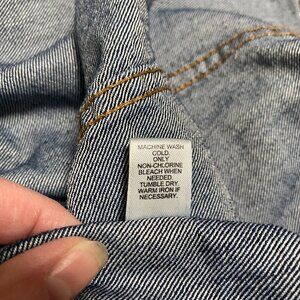 MACHINE WASH
COLD.
ONLY
NON-CHLORINE
BLEACH WHEN
NEEDED.
TUMBLE DRY.
WARM IRON IF
NECESSARY.